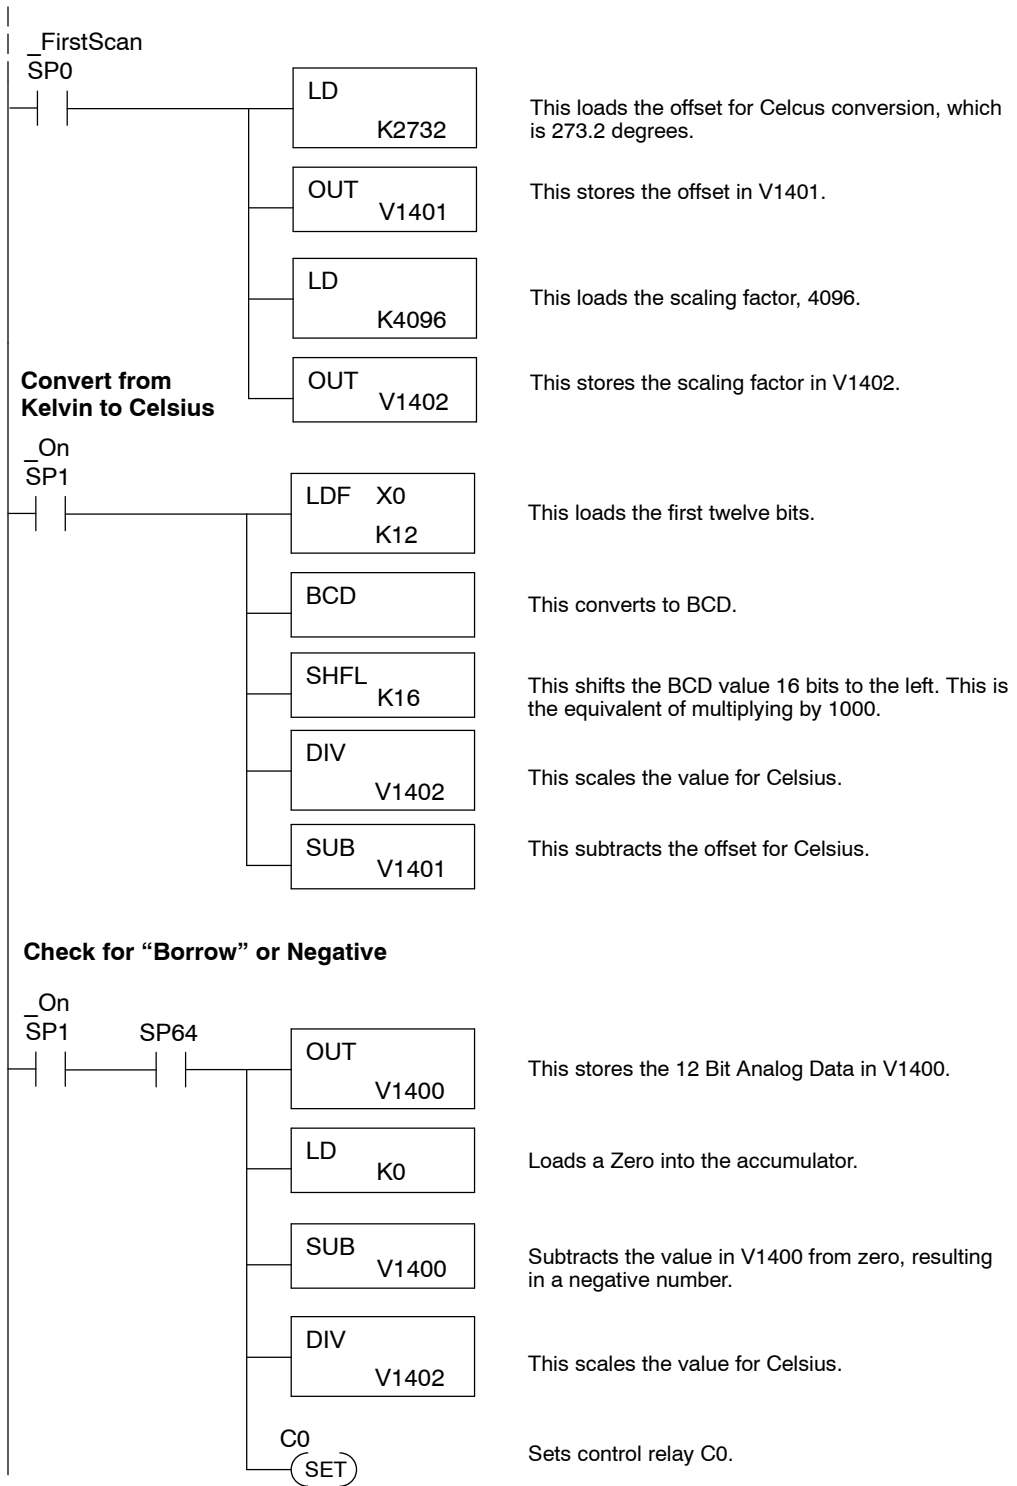 _FirstScan
SP0
LD
K2732
This loads the offset for Celcus conversion, which
is 273.2 degrees.
OUT
V1401
This stores the offset in V1401.
LD
K4096
This loads the scaling factor, 4096.
OUT
V1402
This stores the scaling factor in V1402.
Convert from
Kelvin to Celsius
_On
SP1
LDF X0
K12
This loads the first twelve bits.
BCD
This converts to BCD.
SHFL
K16
This shifts the BCD value 16 bits to the left. This is
the equivalent of multiplying by 1000.
DIV
V1402
This scales the value for Celsius.
SUB
V1401
This subtracts the offset for Celsius.
Check for “Borrow” or Negative
_On
SP1
SP64
OUT
V1400
This stores the 12 Bit Analog Data in V1400.
LD
K0
Loads a Zero into the accumulator.
SUB
V1400
Subtracts the value in V1400 from zero, resulting
in a negative number.
DIV
V1402
This scales the value for Celsius.
C0
SET
Sets control relay C0.